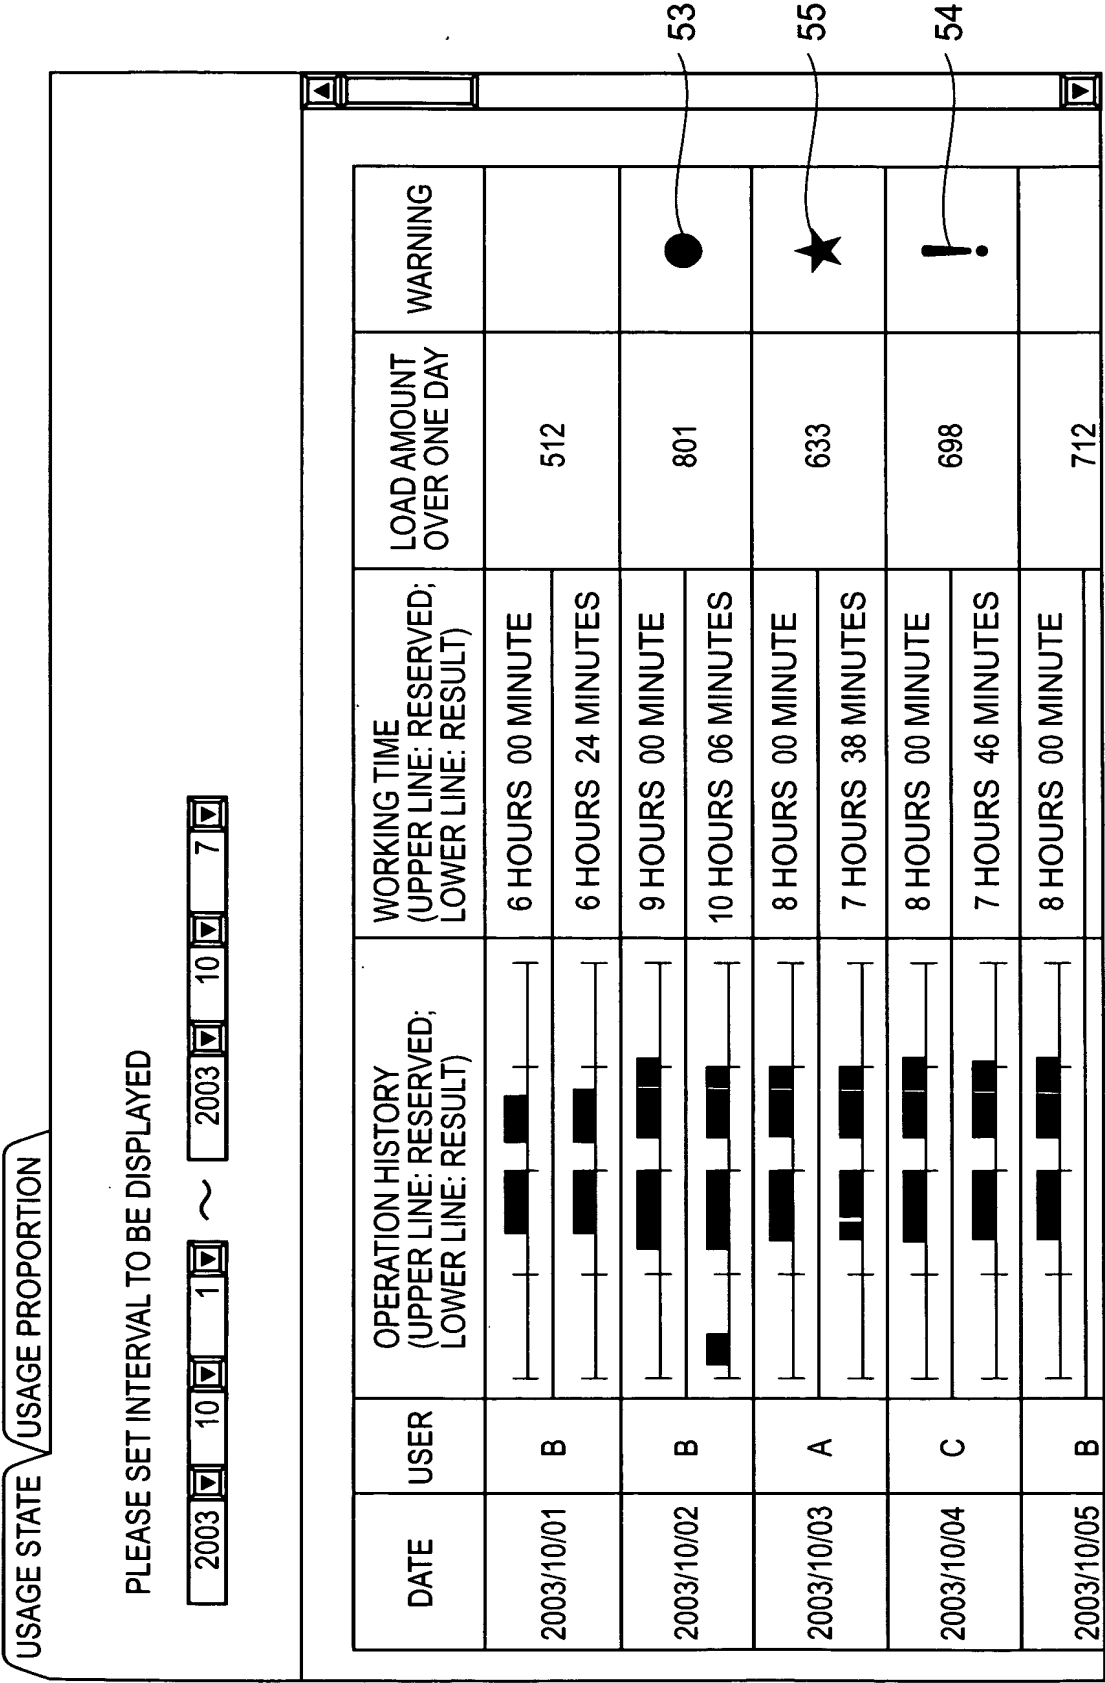 USAGE STATE
USAGE PROPORTION
PLEASE SET INTERVAL TO BE DISPLAYED
2003 ▼ 10 ▼ 1 ▼ ~ 2003 ▼ 10 ▼ 7 ▼
DATE
USER
OPERATION HISTORY
(UPPER LINE: RESERVED;
LOWER LINE: RESULT)
WORKING TIME
(UPPER LINE: RESERVED;
LOWER LINE: RESULT)
LOAD AMOUNT
OVER ONE DAY
WARNING
2003/10/01
B
6 HOURS 00 MINUTE
6 HOURS 24 MINUTES
512
2003/10/02
B
9 HOURS 00 MINUTE
10 HOURS 06 MINUTES
801
53
2003/10/03
A
8 HOURS 00 MINUTE
7 HOURS 38 MINUTES
633
55
2003/10/04
C
8 HOURS 00 MINUTE
7 HOURS 46 MINUTES
698
!
54
2003/10/05
B
8 HOURS 00 MINUTE
712